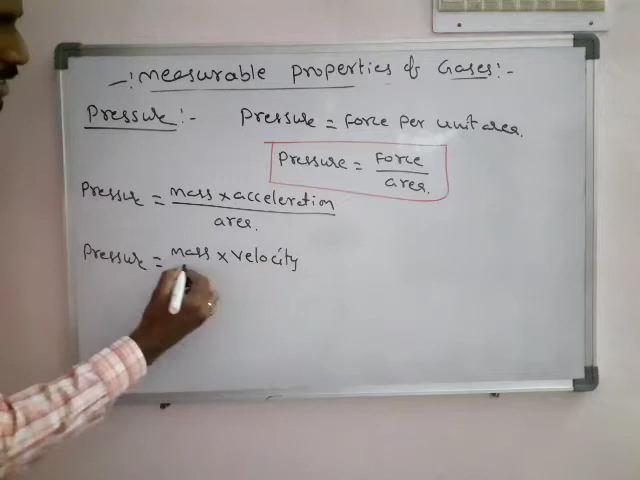 -: Measurable Properties of Gases:-
Pressure:- Pressure = Force per unit area.
Pressure = Force / area.
Pressure = mass x acceleration / area.
Pressure = mass x velocity